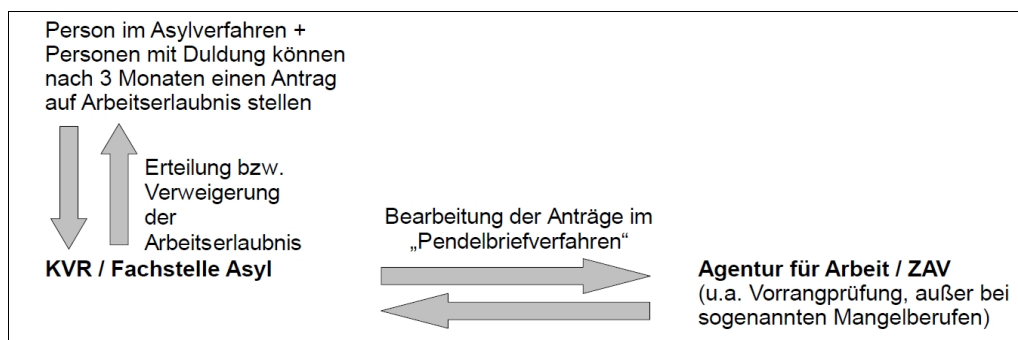 Person im Asylverfahren +
Personen mit Duldung können
nach 3 Monaten einen Antrag
auf Arbeitserlaubnis stellen
Erteilung bzw.
Verweigerung
der
Arbeitserlaubnis
KVR / Fachstelle Asyl
Bearbeitung der Anträge im
„Pendelbriefverfahren“
Agentur für Arbeit / ZAV
(u.a. Vorrangprüfung, außer bei
sogenannten Mangelberufen)